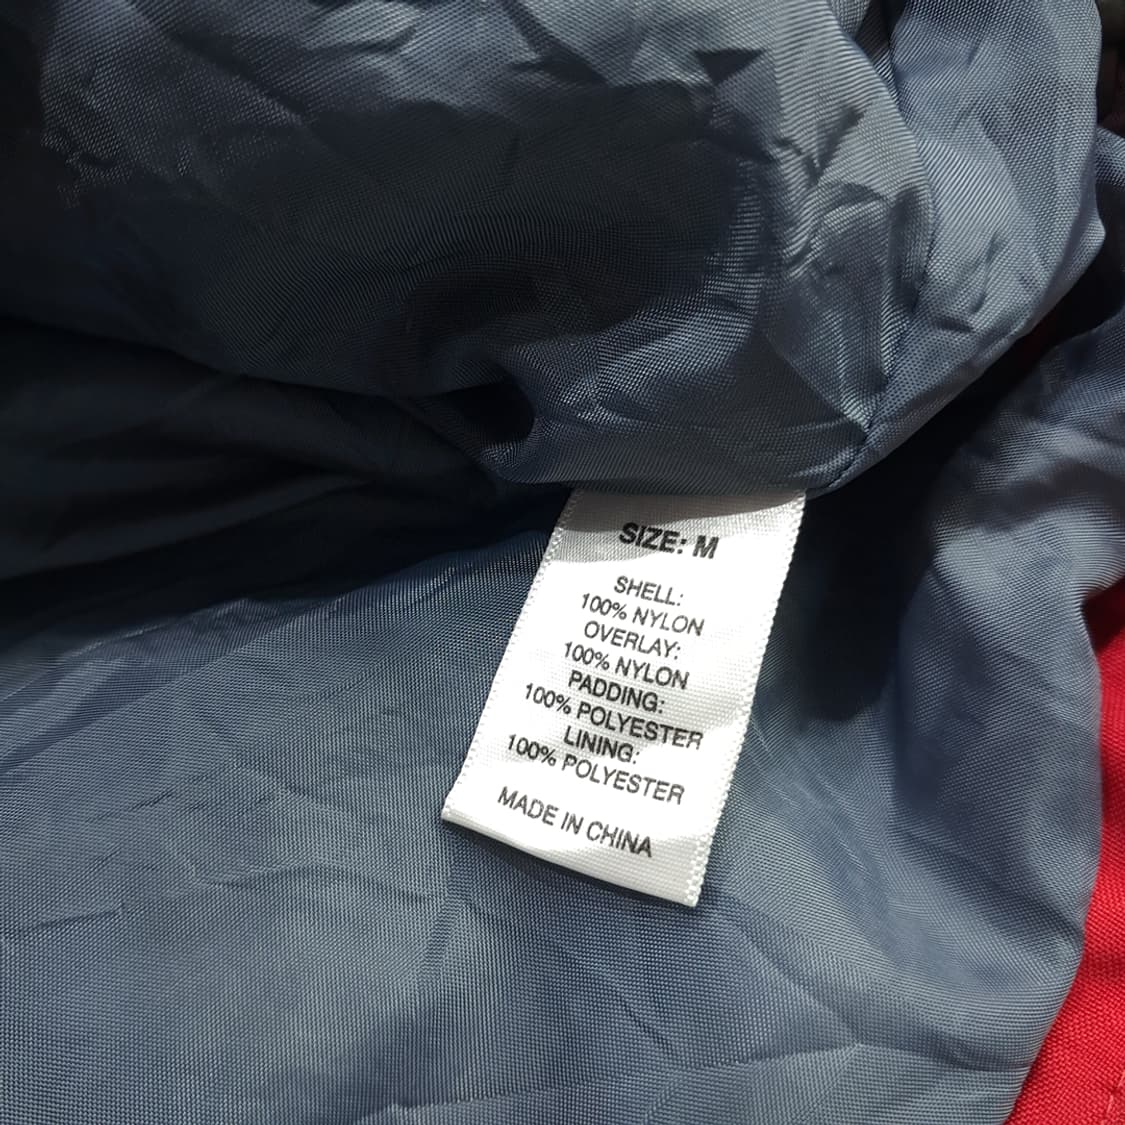 SIZE: M
SHELL:
100% NYLON
OVERLAY:
100% NYLON
PADDING:
100% POLYESTER
LINING:
100% POLYESTER
MADE IN CHINA